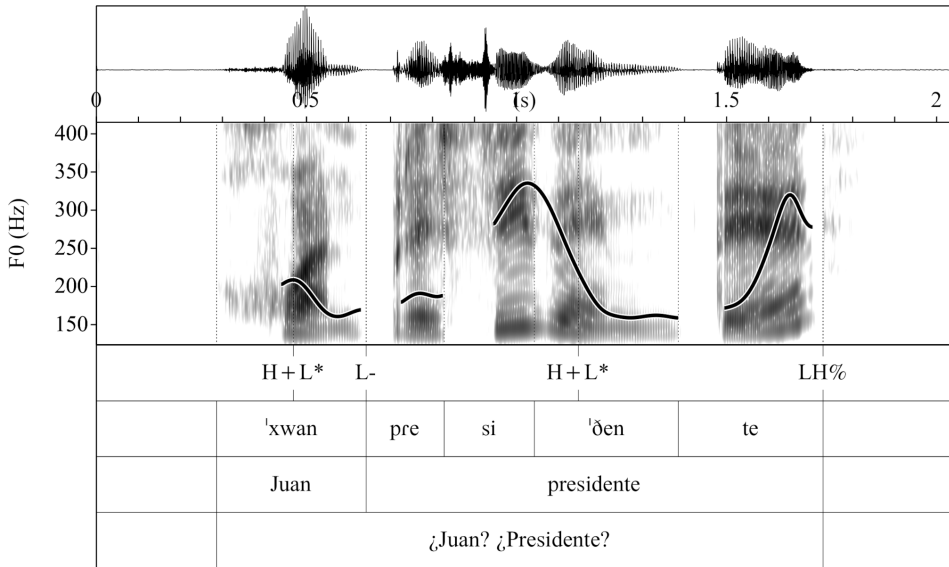 0 0.5 (s) 1.5 2
400
350
300
250
200
150
F0 (Hz)
H+L* L- H+L* LH%
ˈxwan pɾe si ˈðen te
Juan presidente
¿Juan? ¿Presidente?